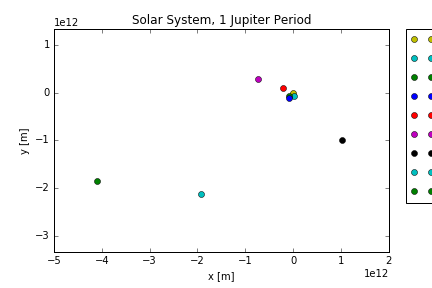 Solar System, 1 Jupiter Period
1e12
1
0
−1
−2
−3
y [m]
−5 −4 −3 −2 −1 0 1 2
x [m]
1e12